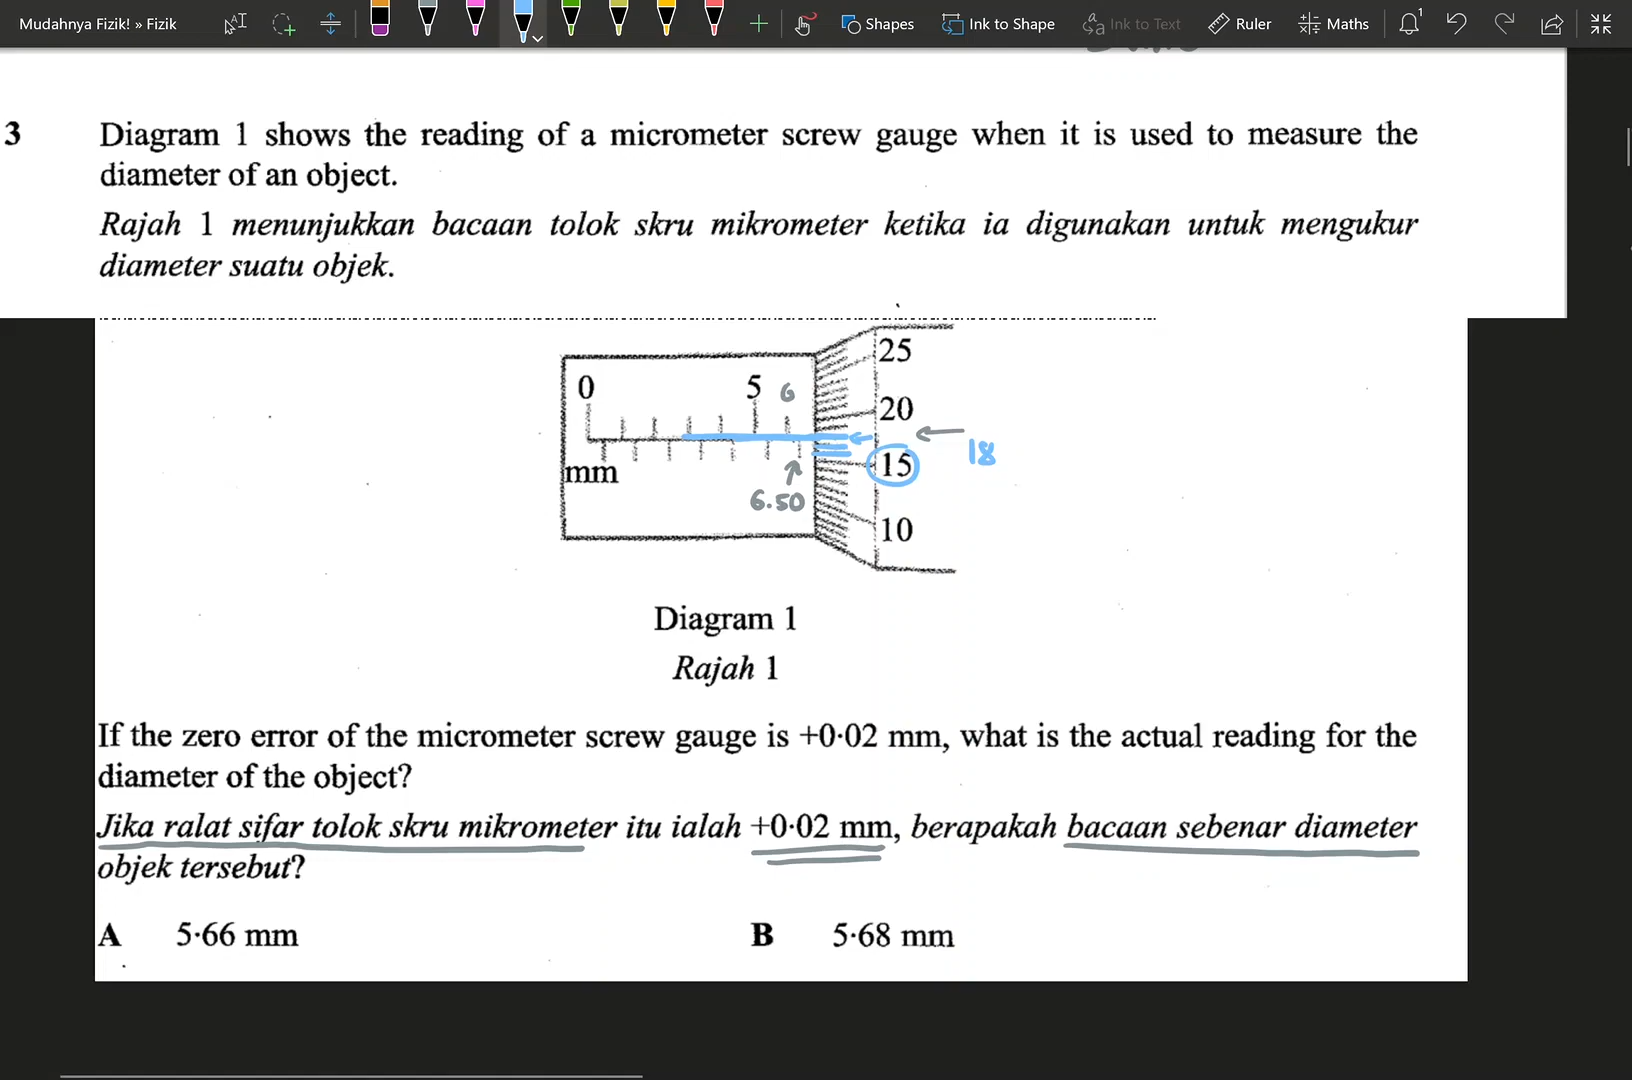 Mudahnya Fizik! » Fizik
Shapes
Ink to Shape
Ink to Text
Ruler
Maths
1
3 Diagram 1 shows the reading of a micrometer screw gauge when it is used to measure the
diameter of an object.
Rajah 1 menunjukkan bacaan tolok skru mikrometer ketika ia digunakan untuk mengukur
diameter suatu objek.
25
0 5 6
20
18
15
mm
6.50
10
Diagram 1
Rajah 1
If the zero error of the micrometer screw gauge is +0·02 mm, what is the actual reading for the
diameter of the object?
Jika ralat sifar tolok skru mikrometer itu ialah +0·02 mm, berapakah bacaan sebenar diameter
objek tersebut?
A 5·66 mm B 5·68 mm